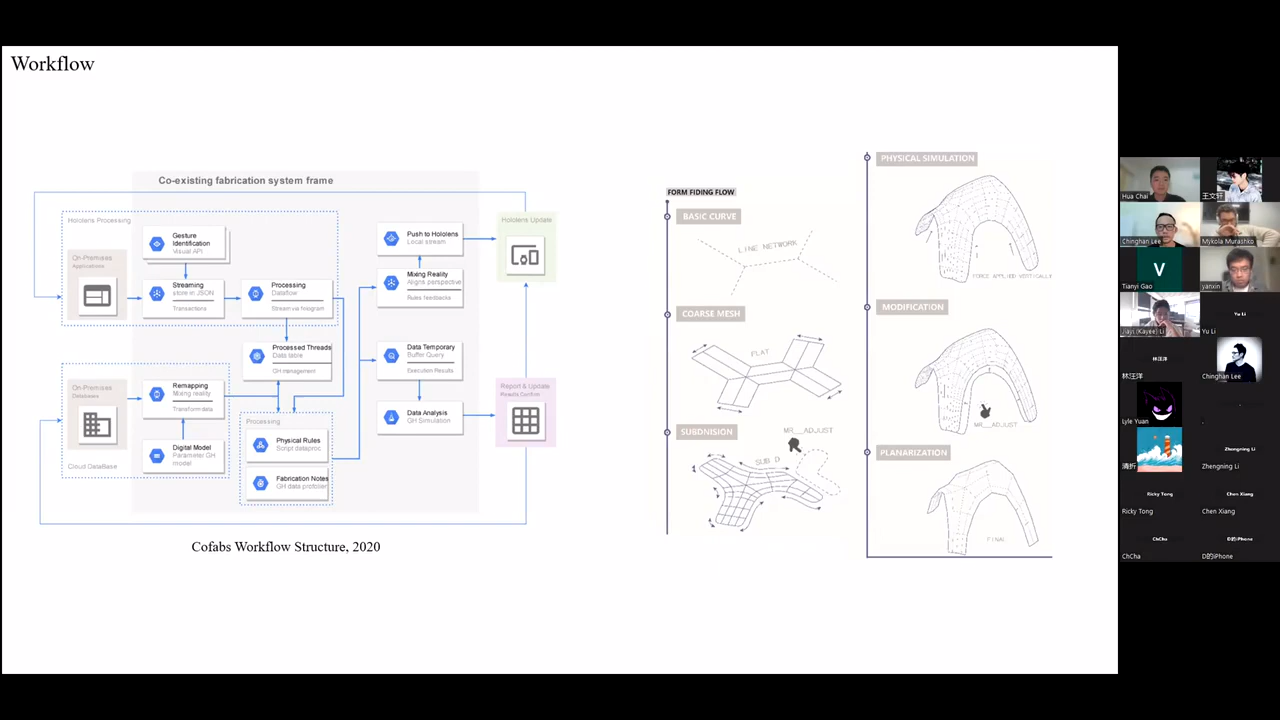 Workflow
Co-existing fabrication system frame
Hololens Processing
Gesture
Identification
Visual API
On-Premises
Applications
Streaming
store in JSON
Transections
Processing
Dataflow
Stream via hologram
Processed Threads
Data table
GH Management
On-Premises
Databases
Cloud DataBase
Remapping
Mixing reality
Transform data
Digital Model
Parameter GH
model
Processing
Physical Rules
Script dataproc
Fabrication Notes
GH data profolier
Push to Hololens
Local stream
Mixing Reality
Aligns perspective
Rules feedbacks
Data Temporary
Buffer Query
Execution Results
Data Analysis
GH Simulation
Hololens Update
Report & Update
Results Confirm
Cofabs Workflow Structure, 2020
FORM FIDING FLOW
BASIC CURVE
LINE NETWORK
COARSE MESH
FLAT
SUBDNISION
MR__ADJUST
SUB D
PHYSICAL SIMULATION
FORCE APPLIED VERTICALLY
MODIFICATION
MR__ADJUST
PLANARIZATION
FINAL
Hua Chai
王文轩
Chinghan Lee
Mykola Murashko
V
Tianyi Gao
yanxin
Jiayi (Kayee) Li
Yu Li
Yu Li
林汪洋
林汪洋
Chinghan Lee
Lyle Yuan
清折
Zhengning Li
Zhengning Li
Ricky Tong
Ricky Tong
Chen Xiang
Chen Xiang
ChCha
ChCha
D的iPhone
D的iPhone